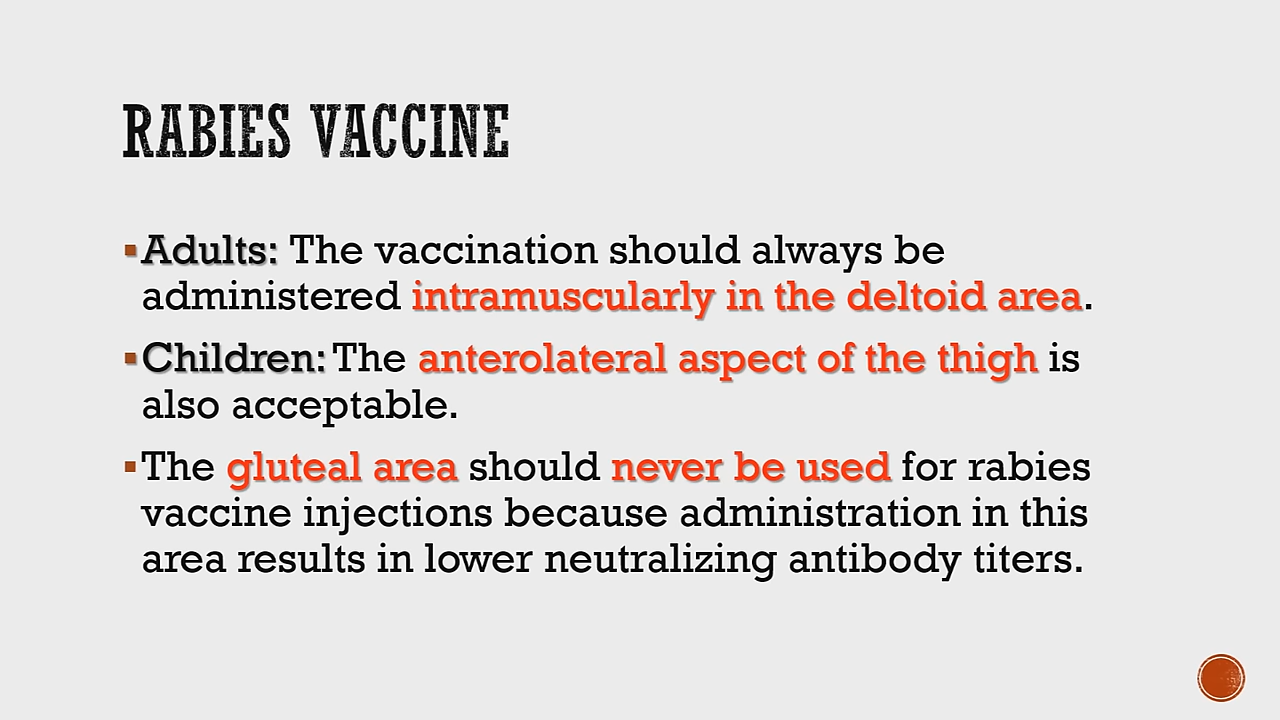 RABIES VACCINE
▪Adults: The vaccination should always be
administered intramuscularly in the deltoid area.
▪Children: The anterolateral aspect of the thigh is
also acceptable.
▪The gluteal area should never be used for rabies
vaccine injections because administration in this
area results in lower neutralizing antibody titers.